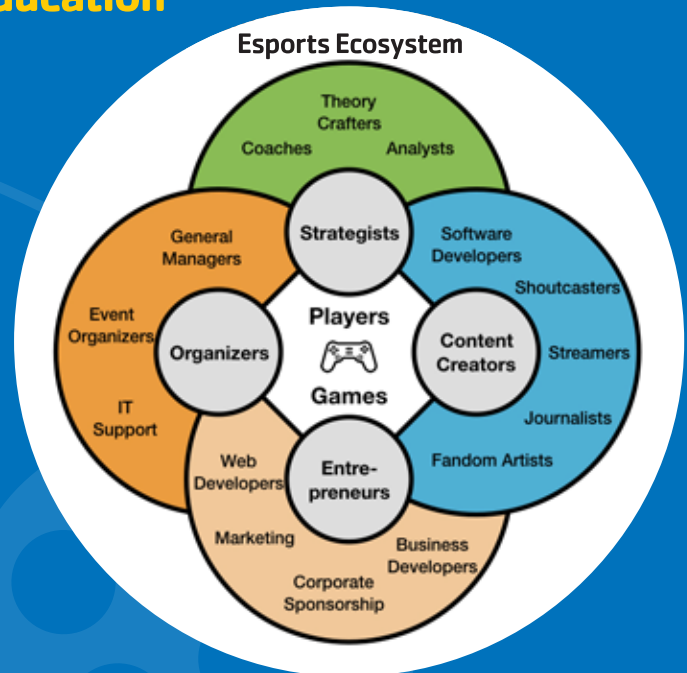 Esports Ecosystem
Theory
Crafters
Coaches
Analysts
Strategists
General
Managers
Software
Developers
Shoutcasters
Event
Organizers
Organizers
Players
Games
Content
Creators
Streamers
IT
Support
Journalists
Web
Developers
Entre-
preneurs
Fandom Artists
Marketing
Business
Developers
Corporate
Sponsorship